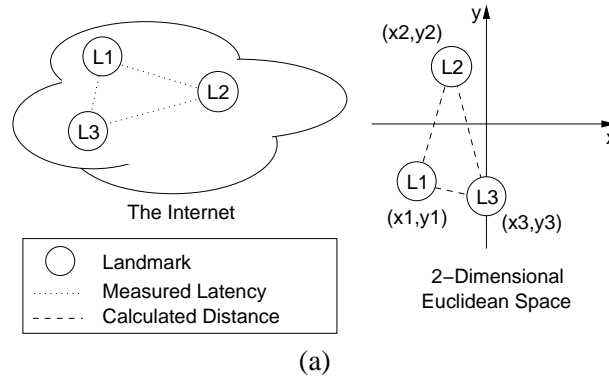 L1
L2
L3
The Internet
Landmark
Measured Latency
Calculated Distance
y
(x2,y2)
L2
x
L1
L3
(x1,y1)
(x3,y3)
2−Dimensional
Euclidean Space
(a)